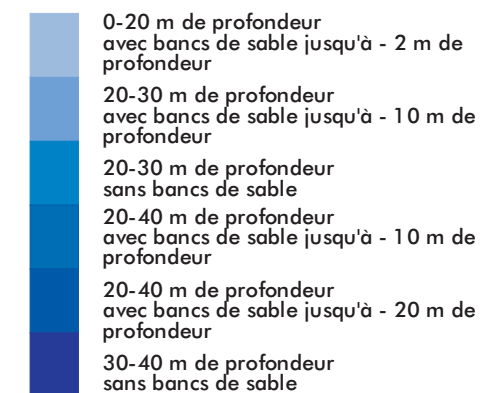 0-20 m de profondeur
avec bancs de sable jusqu'à - 2 m de
profondeur
20-30 m de profondeur
avec bancs de sable jusqu'à - 10 m de
profondeur
20-30 m de profondeur
sans bancs de sable
20-40 m de profondeur
avec bancs de sable jusqu'à - 10 m de
profondeur
20-40 m de profondeur
avec bancs de sable jusqu'à - 20 m de
profondeur
30-40 m de profondeur
sans bancs de sable